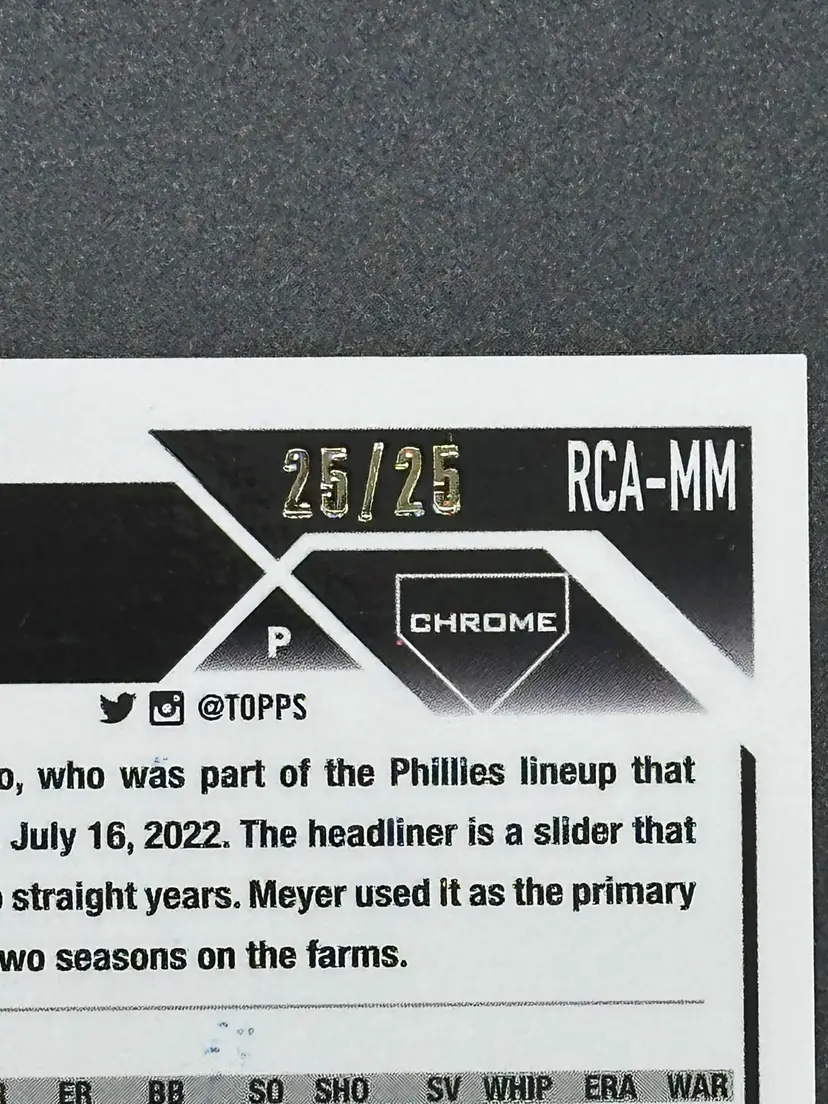 25/25 RCA-MM
CHROME
P
@TOPPS
who was part of the Phillies lineup that
July 16, 2022. The headliner is a slider that
straight years. Meyer used it as the primary
two seasons on the farms.
ER BB SO SHO SV WHIP ERA WAR